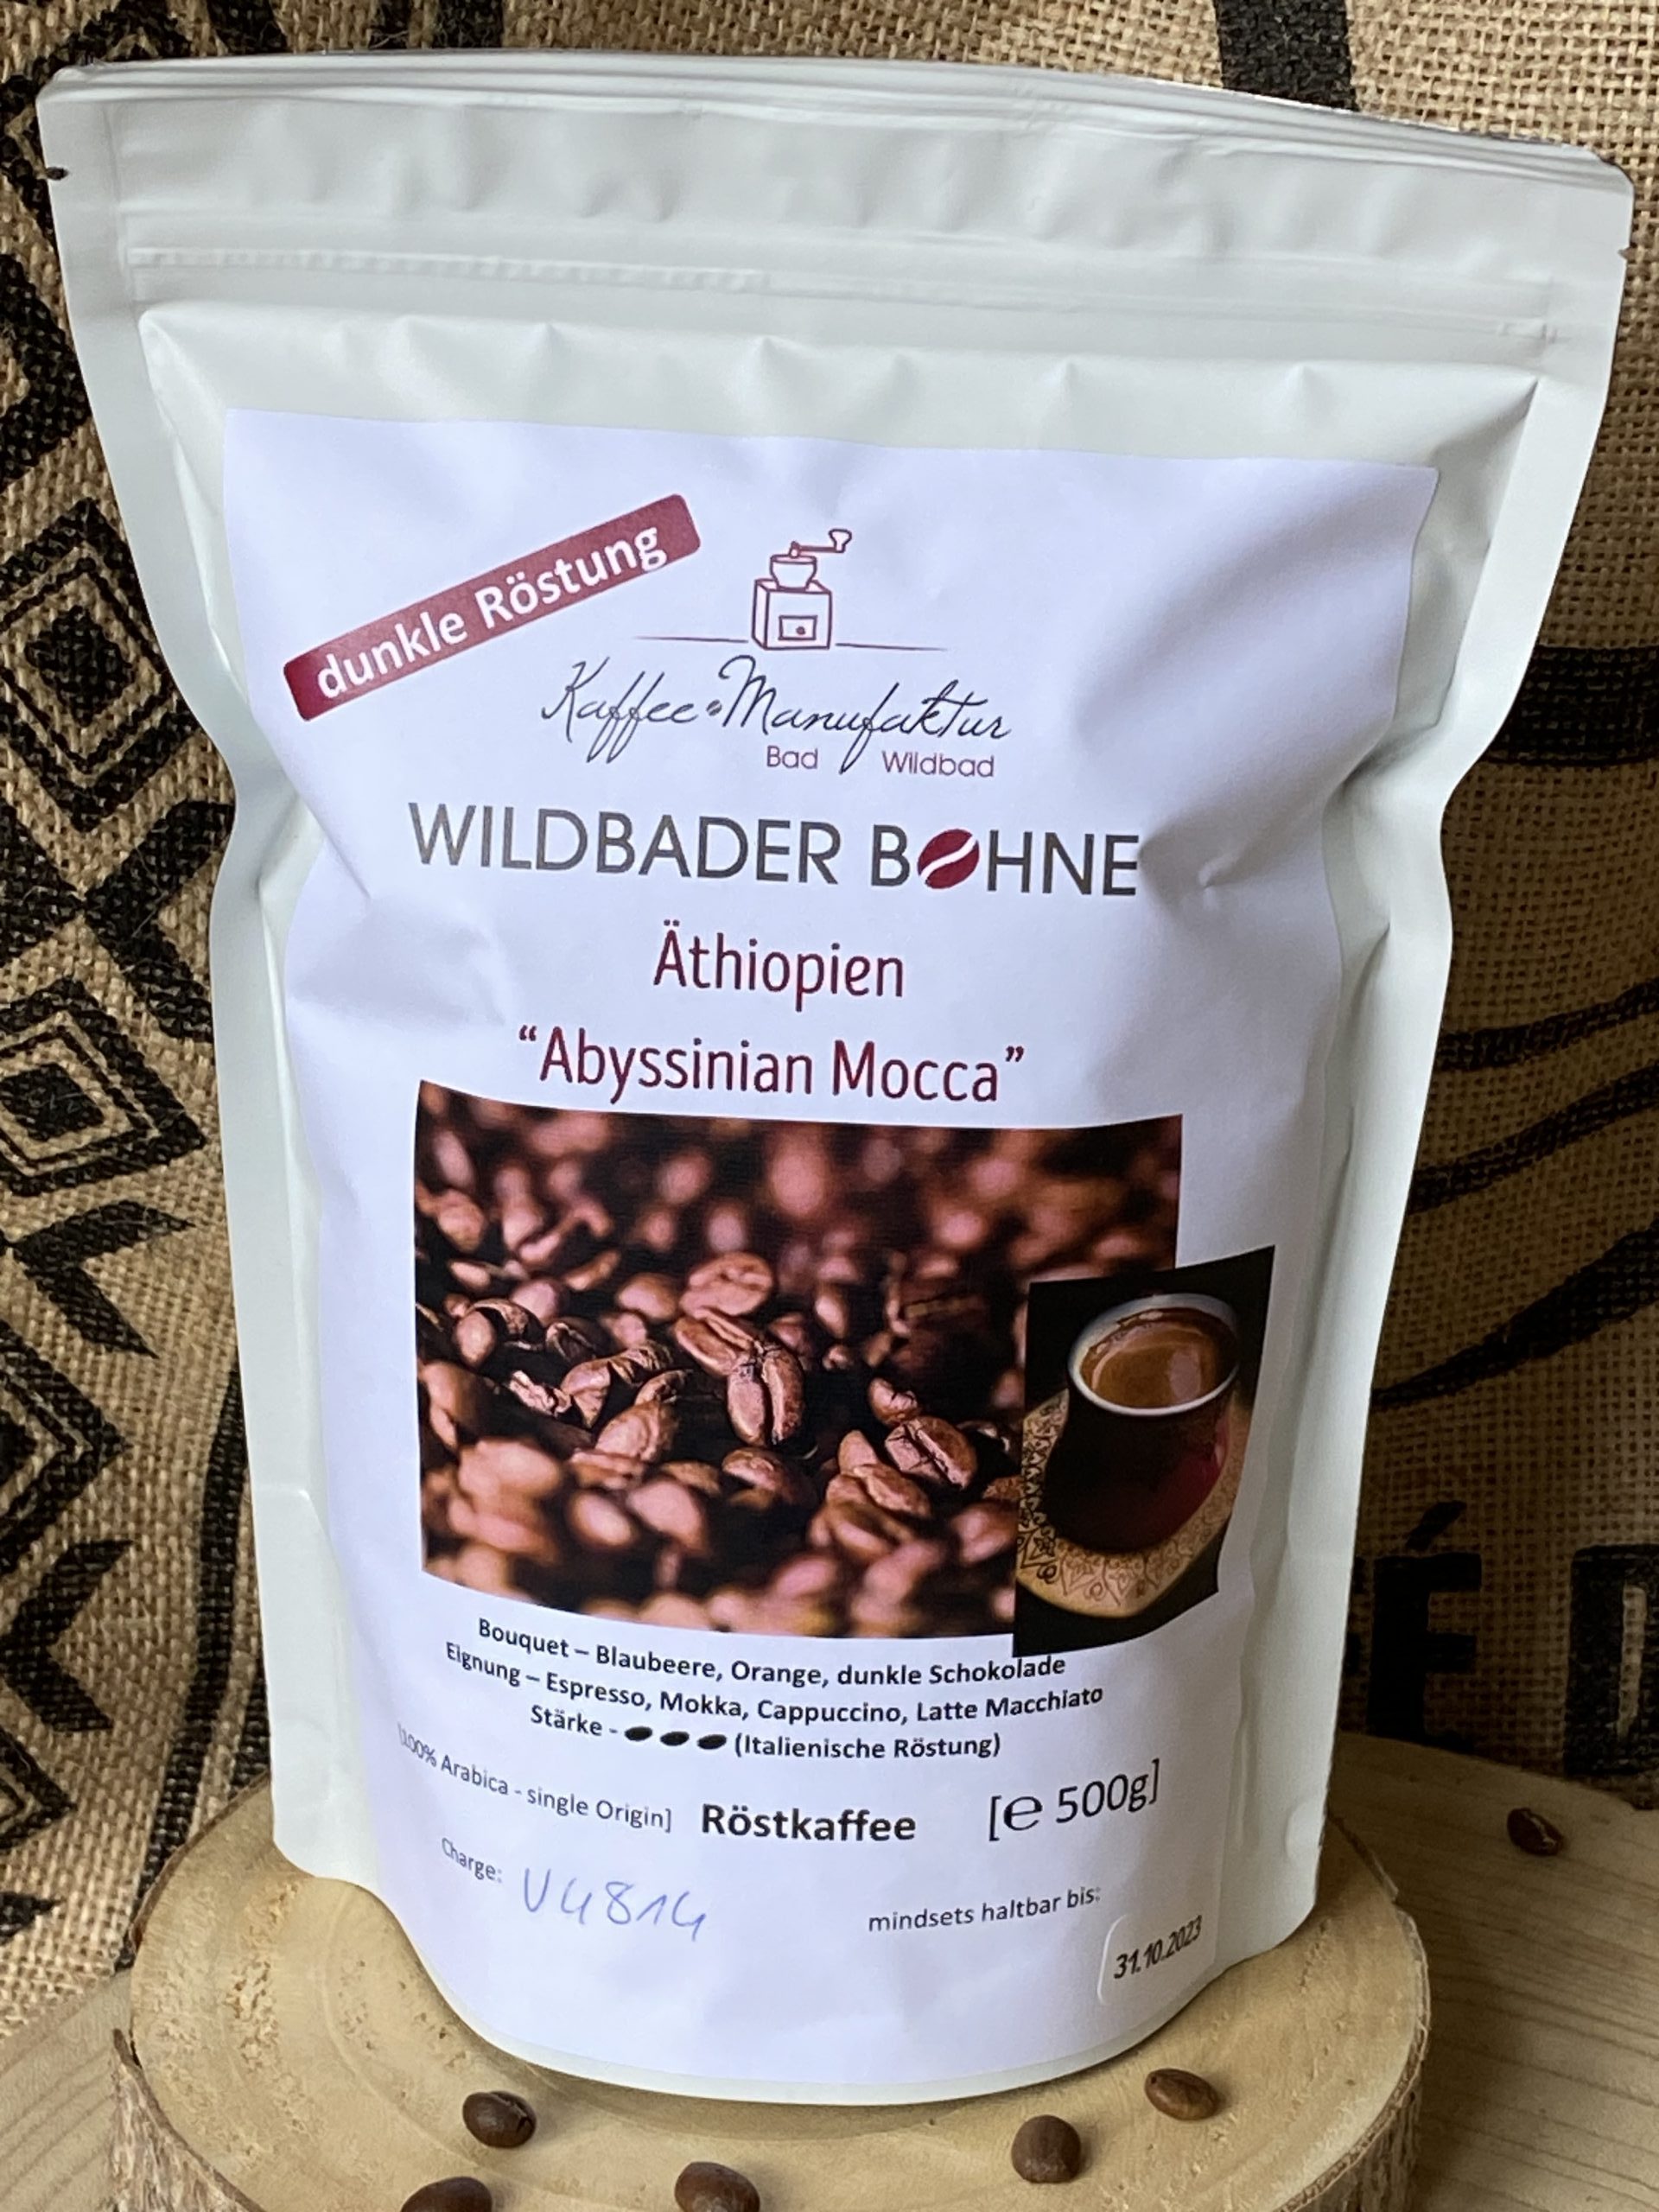 dunkle Röstung
Kaffee Manufaktur
Bad Wildbad
WILDBADER BOHNE
Äthiopien
“Abyssinian Mocca”
Bouquet – Blaubeere, Orange, dunkle Schokolade
Eignung – Espresso, Mokka, Cappuccino, Latte Macchiato
Stärke - (Italienische Röstung)
[100% Arabica - single Origin] Röstkaffee [e 500g]
Charge: V4814
mindsets haltbar bis:
31.10.2023
É D